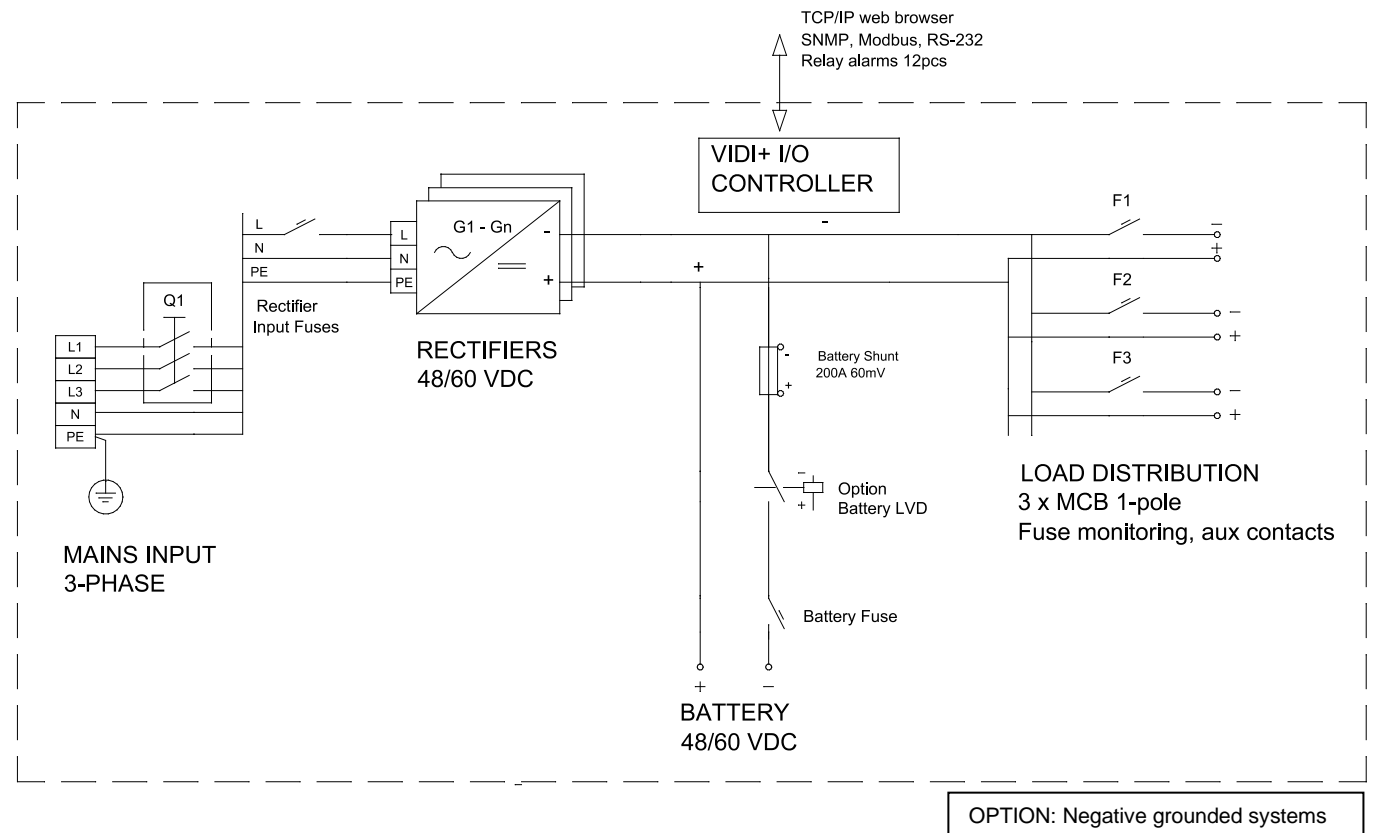 TCP/IP web browser
SNMP, Modbus, RS-232
Relay alarms 12pcs
VIDI+ I/O
CONTROLLER
-
F1
L
N
PE
L
N
PE
G1 - Gn
-
+
+
−
+
Rectifier
Input Fuses
Q1
F2
−
+
RECTIFIERS
48/60 VDC
L1
L2
L3
N
PE
Battery Shunt
200A 60mV
-
+
F3
−
+
MAINS INPUT
3-PHASE
−
+
Option
Battery LVD
LOAD DISTRIBUTION
3 x MCB 1-pole
Fuse monitoring, aux contacts
Battery Fuse
+ −
BATTERY
48/60 VDC
OPTION: Negative grounded systems